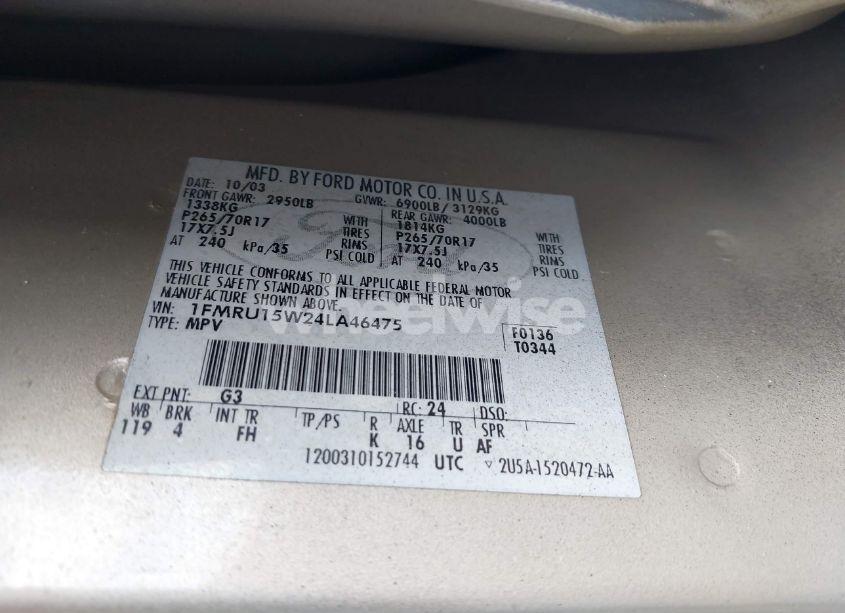 MFD. BY FORD MOTOR CO. IN U.S.A.
DATE: 10/03 GVWR: 6900LB / 3129KG
FRONT GAWR: 2950LB REAR GAWR: 4000LB
1338KG WITH 1814KG WITH
P265/70R17 TIRES P265/70R17 TIRES
17X7.5J RIMS 17X7.5J RIMS
AT 240 kPa/35 PSI COLD AT 240 kPa/35 PSI COLD
THIS VEHICLE CONFORMS TO ALL APPLICABLE FEDERAL MOTOR
VEHICLE SAFETY STANDARDS IN EFFECT ON THE DATE OF
MANUFACTURE SHOWN ABOVE.
VIN: 1FMRU15W24LA46475
TYPE: MPV
F0136
T0344
wheelwise
EXT PNT: G3 RC: 24 DSO:
WB BRK INT TR TP/PS R AXLE TR SPR
119 4 FH K 16 U AF
1200310152744 UTC ▽ 2U5A-1520472-AA